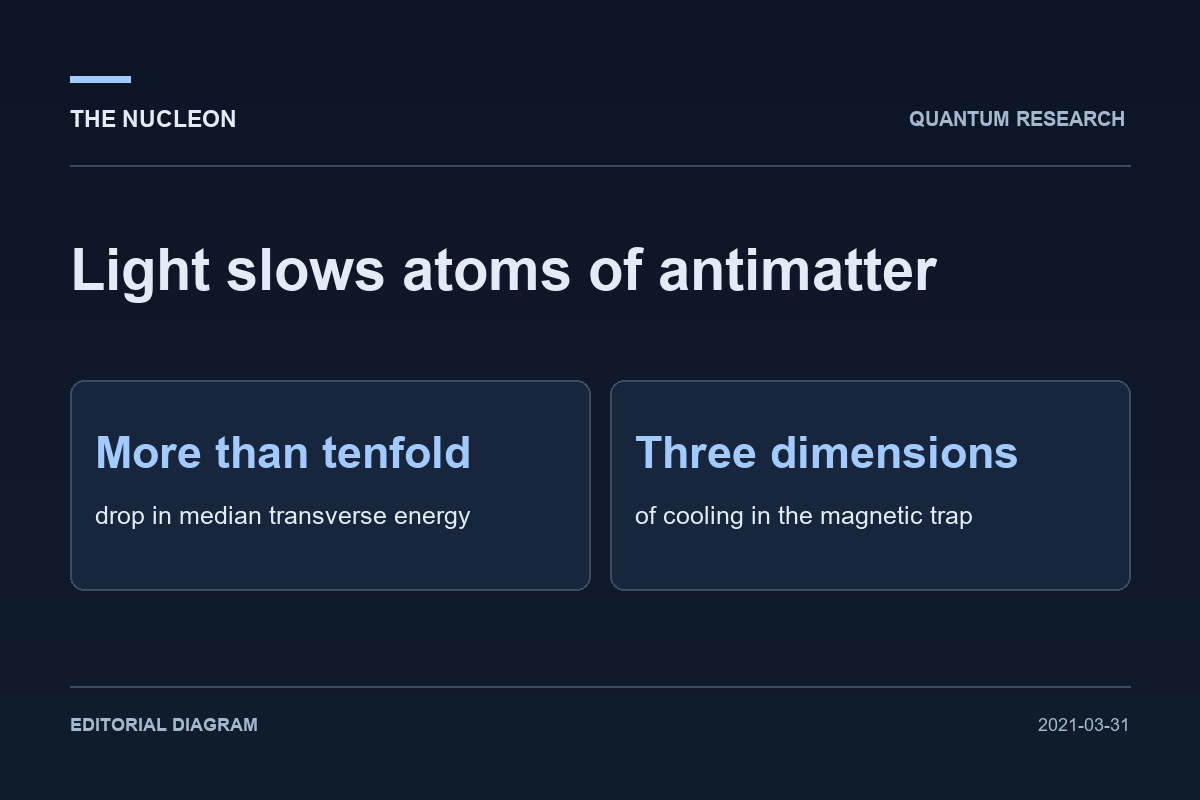 THE NUCLEON
QUANTUM RESEARCH
Light slows atoms of antimatter
More than tenfold
drop in median transverse energy
Three dimensions
of cooling in the magnetic trap
EDITORIAL DIAGRAM
2021-03-31